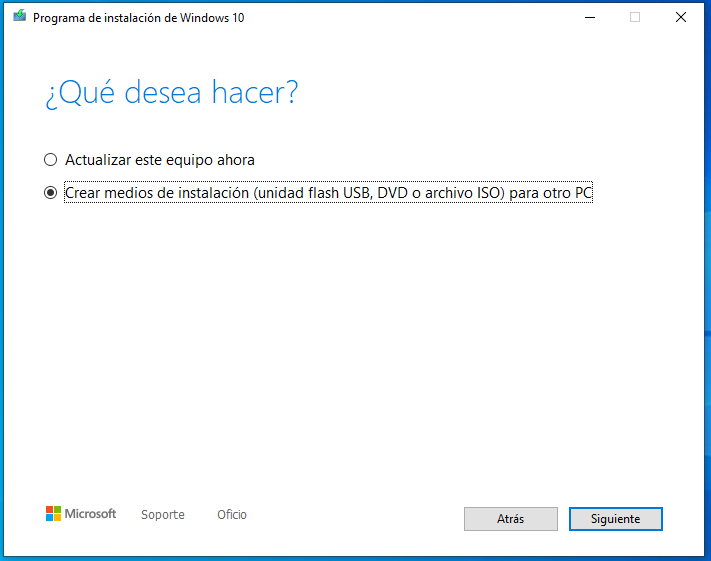 Programa de instalación de Windows 10
¿Qué desea hacer?
Actualizar este equipo ahora
Crear medios de instalación (unidad flash USB, DVD o archivo ISO) para otro PC
Microsoft Soporte Oficio Atrás Siguiente